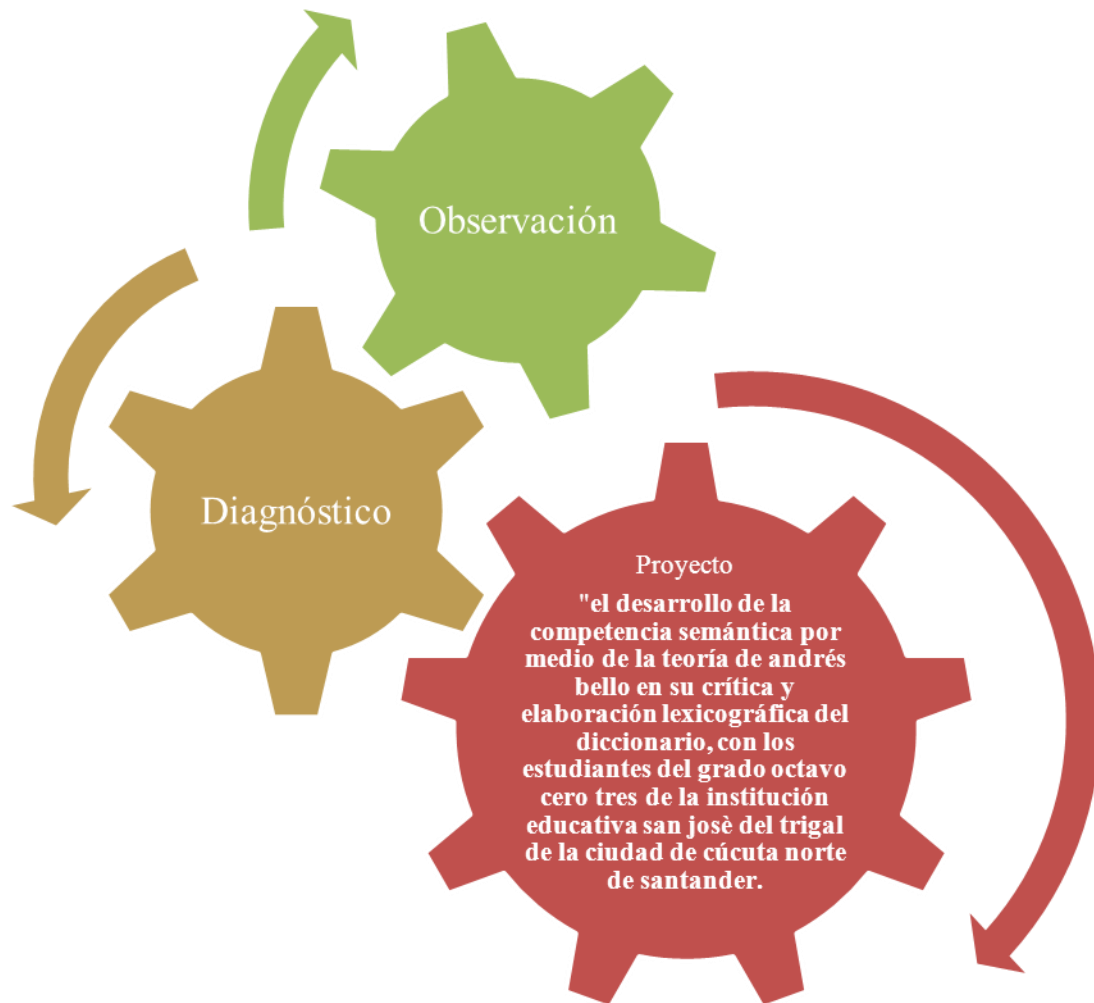 Observación
Diagnóstico
Proyecto
"el desarrollo de la
competencia semántica por
medio de la teoría de andrés
bello en su crítica y
elaboración lexicográfica del
diccionario, con los
estudiantes del grado octavo
cero tres de la institución
educativa san josè del trigal
de la ciudad de cúcuta norte
de santander.